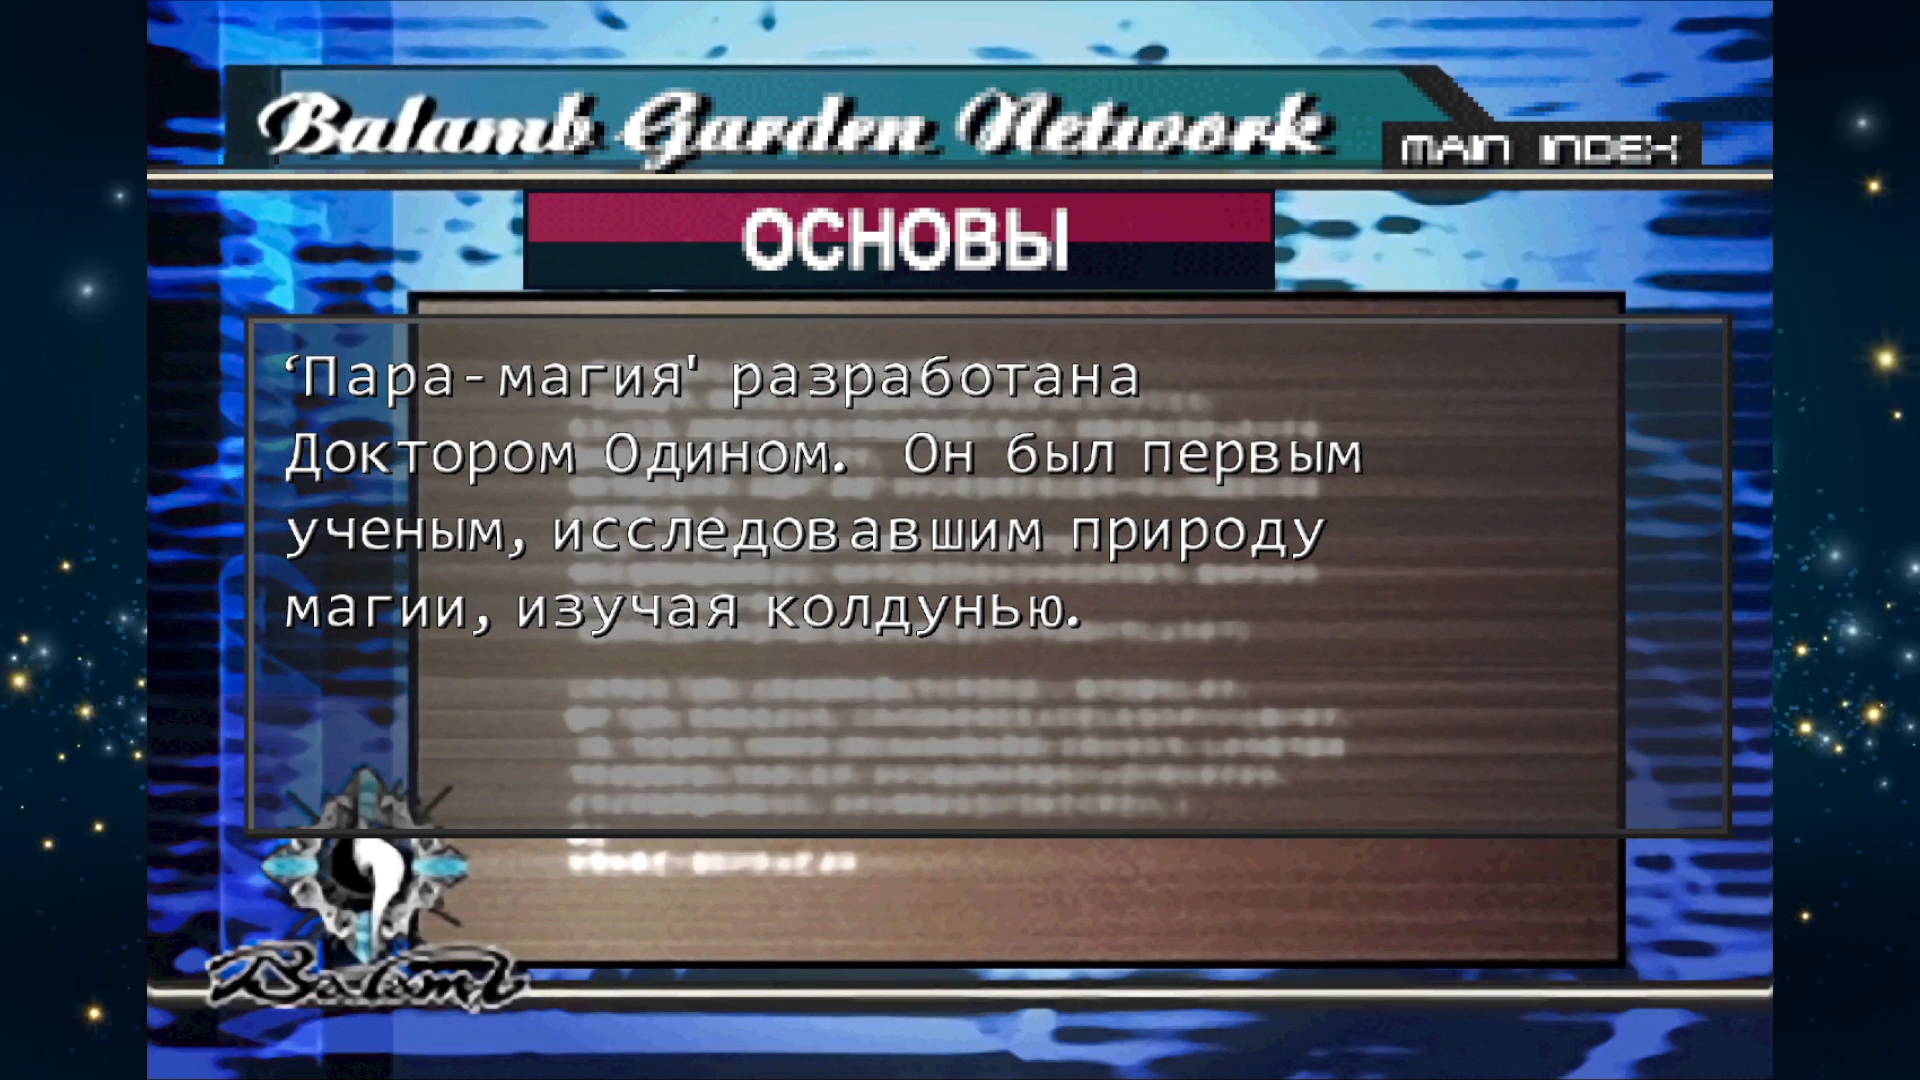 Balamb Garden Network
MAIN INDEX
ОСНОВЫ
‘Пара-магия' разработана
Доктором Одином. Он был первым
ученым, исследовавшим природу
магии, изучая колдунью.
Balamb